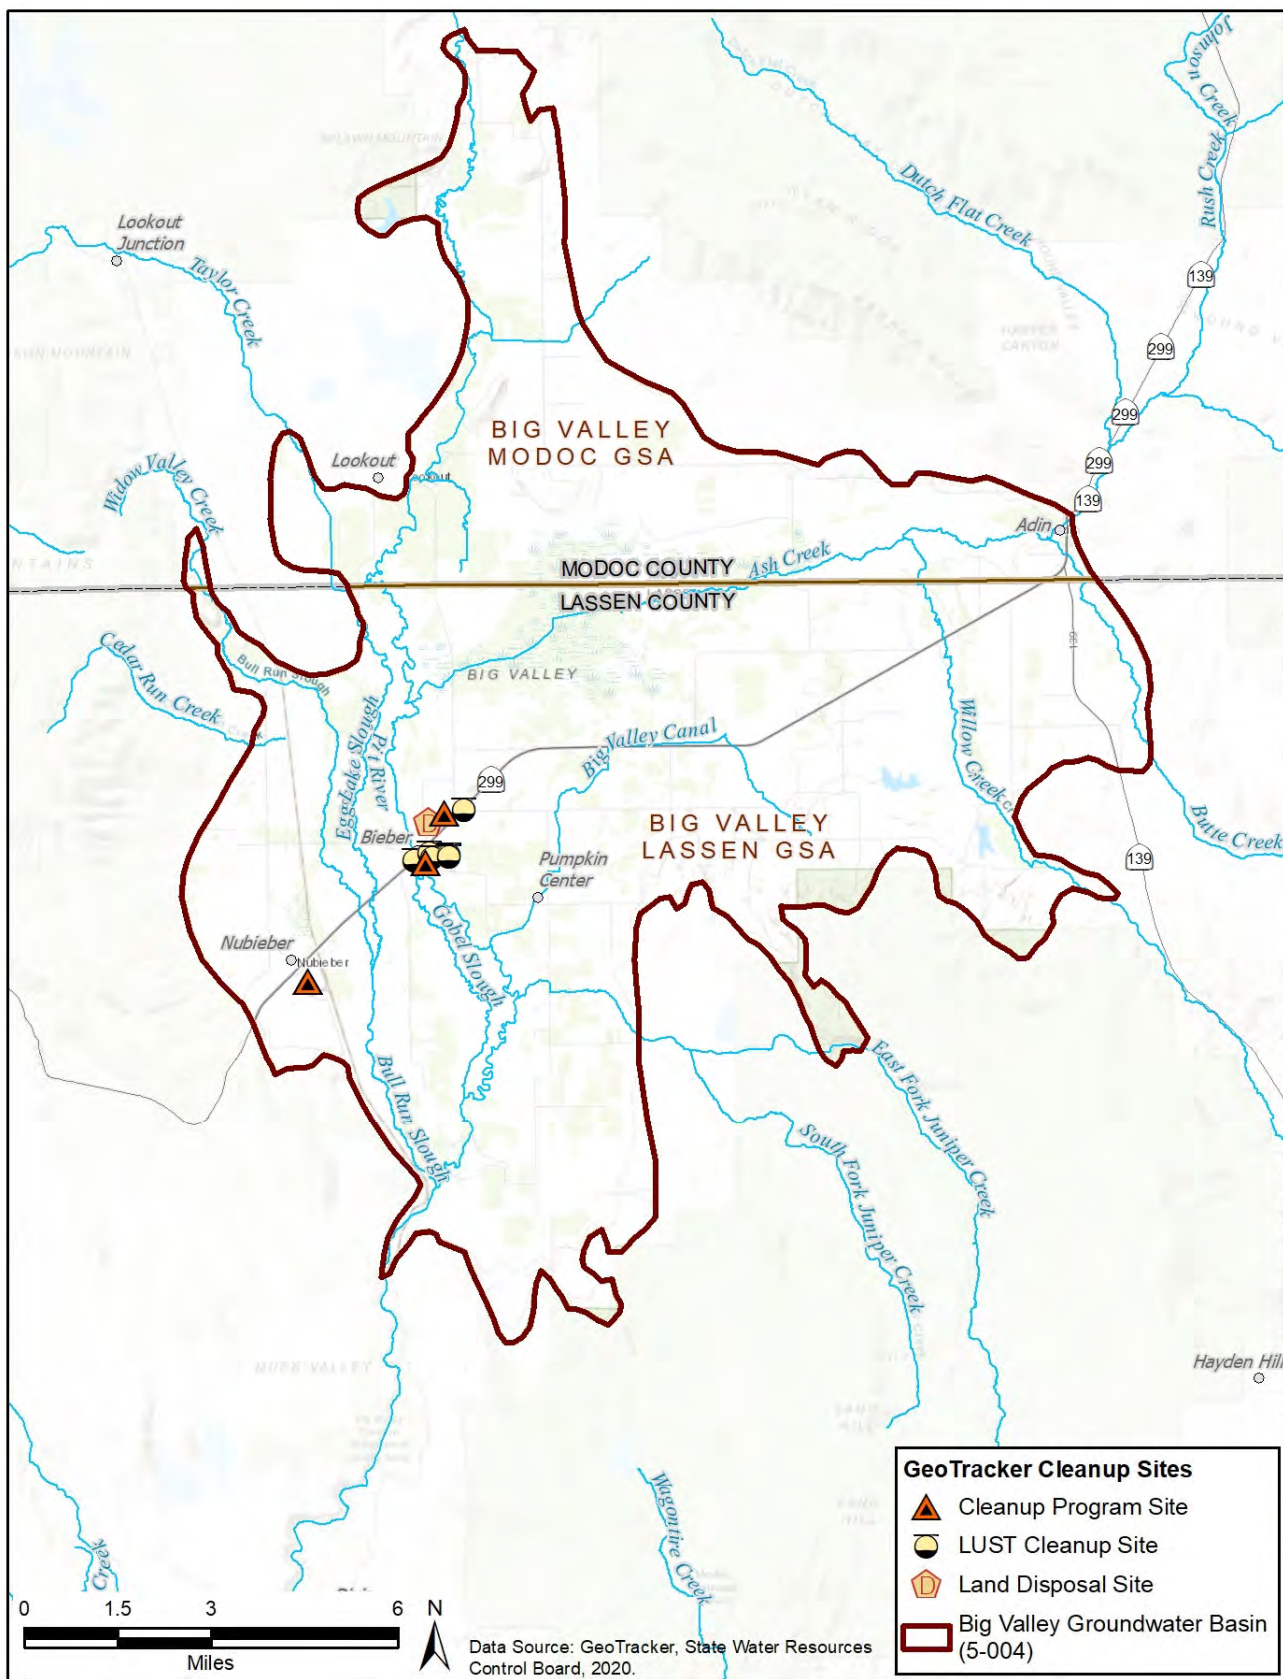 Johnson Creek
Dutch Flat Creek
Rush Creek
Lookout
Junction
Taylor Creek
139
299
299
299
139
BIG VALLEY
MODOC GSA
Lookout
Widow Valley Creek
Adin
MODOC COUNTY
Ash Creek
LASSEN COUNTY
Cedar Run Creek
Bull Run Slough
BIG VALLEY
139
Egg Lake Slough
Pit River
Big Valley Canal
Willow Creek
299
Butte Creek
D
Bieber
BIG VALLEY
LASSEN GSA
139
Pumpkin
Center
Gobel Slough
Nubieber
Nubieber
Bull Run Slough
East Fork Juniper Creek
South Fork Juniper Creek
MUCK VALLEY
Hayden Hill
Wagontire Creek
Creek
GeoTracker Cleanup Sites
Cleanup Program Site
LUST Cleanup Site
D Land Disposal Site
Big Valley Groundwater Basin
(5-004)
0 1.5 3 6
Miles
N
Data Source: GeoTracker, State Water Resources
Control Board, 2020.